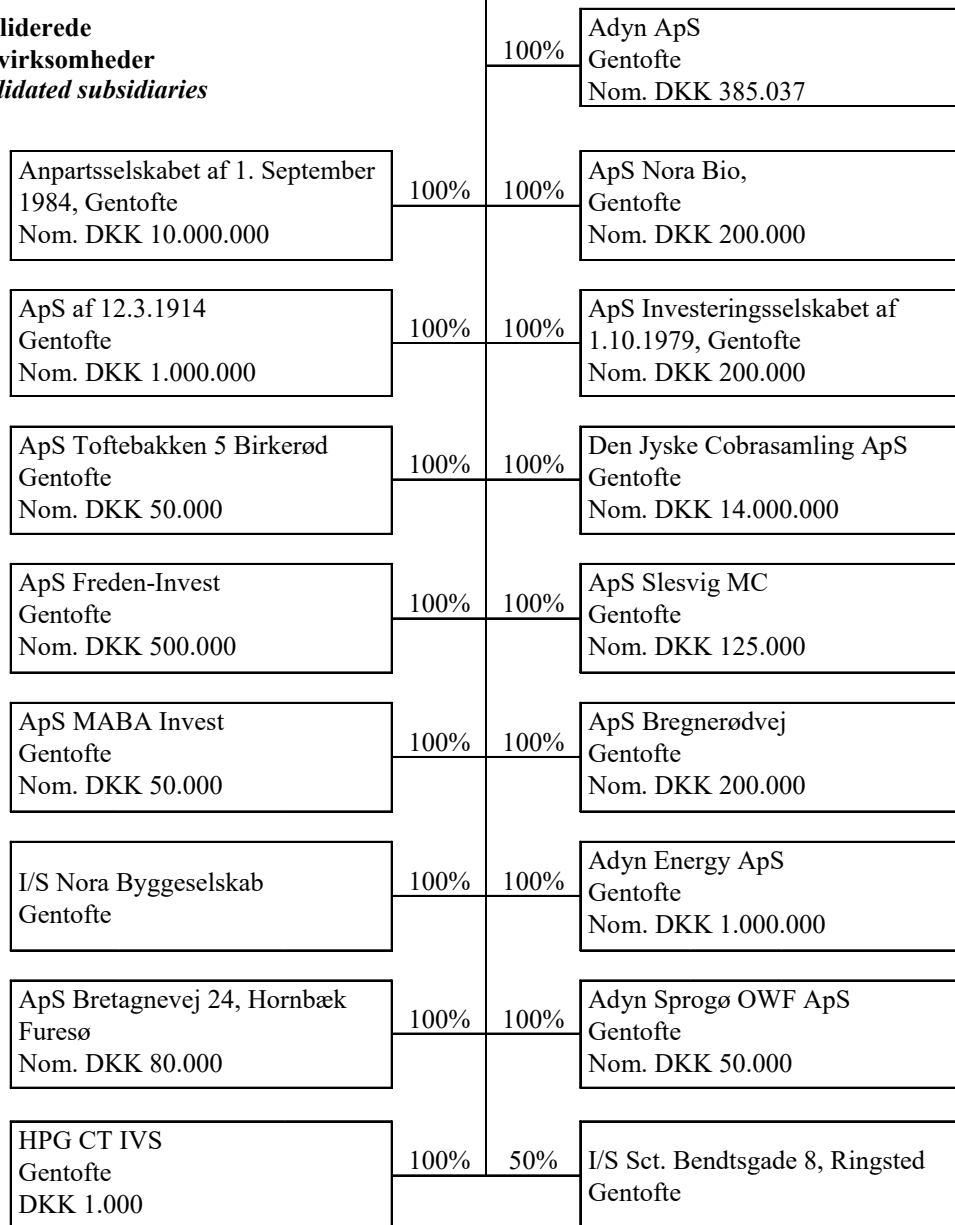 liderede
virksomheder
lidated subsidiaries
100%
Adyn ApS
Gentofte
Nom. DKK 385.037
Anpartsselskabet af 1. September
1984, Gentofte
Nom. DKK 10.000.000
100%
100%
ApS Nora Bio,
Gentofte
Nom. DKK 200.000
ApS af 12.3.1914
Gentofte
Nom. DKK 1.000.000
100%
100%
ApS Investeringsselskabet af
1.10.1979, Gentofte
Nom. DKK 200.000
ApS Toftebakken 5 Birkerød
Gentofte
Nom. DKK 50.000
100%
100%
Den Jyske Cobrasamling ApS
Gentofte
Nom. DKK 14.000.000
ApS Freden-Invest
Gentofte
Nom. DKK 500.000
100%
100%
ApS Slesvig MC
Gentofte
Nom. DKK 125.000
ApS MABA Invest
Gentofte
Nom. DKK 50.000
100%
100%
ApS Bregnerødvej
Gentofte
Nom. DKK 200.000
I/S Nora Byggeselskab
Gentofte
100%
100%
Adyn Energy ApS
Gentofte
Nom. DKK 1.000.000
ApS Bretagnevej 24, Hornbæk
Furesø
Nom. DKK 80.000
100%
100%
Adyn Sprogø OWF ApS
Gentofte
Nom. DKK 50.000
HPG CT IVS
Gentofte
DKK 1.000
100%
50%
I/S Sct. Bendtsgade 8, Ringsted
Gentofte